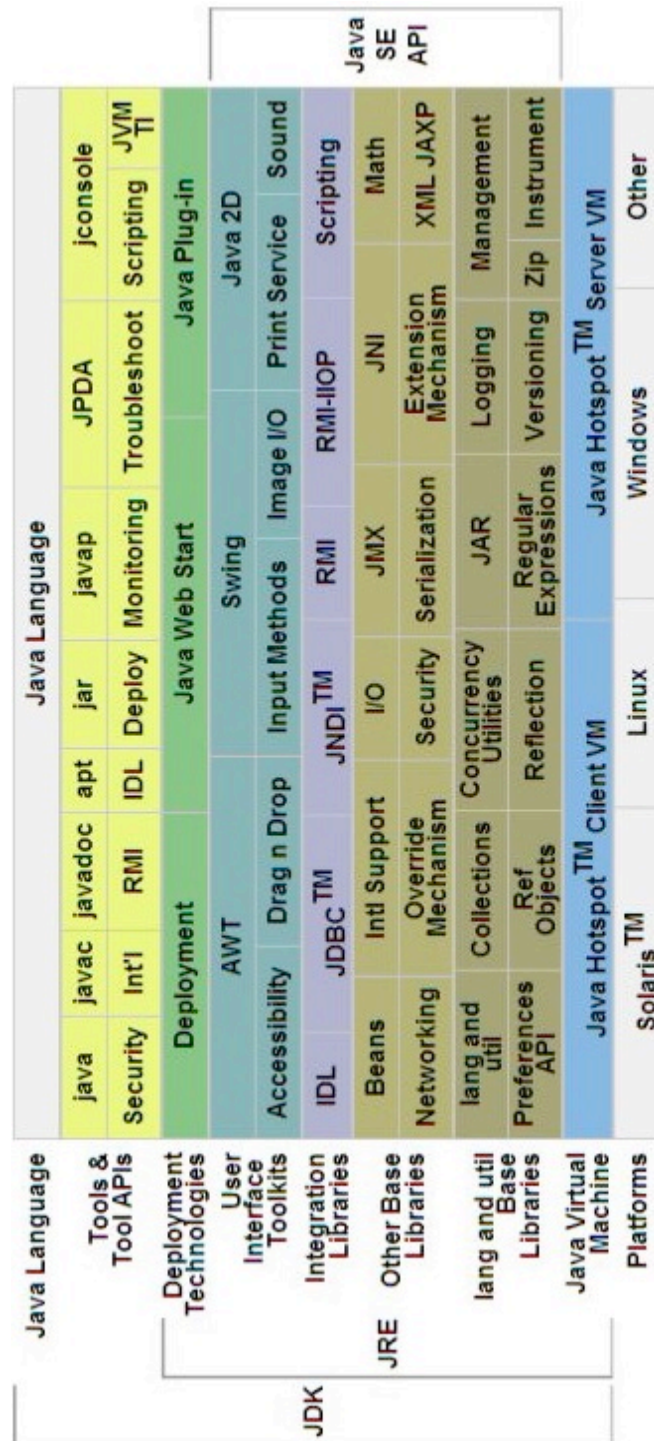 Java Language
Java Language
Tools &
Tool APIs
java javac javadoc apt jar javap JPDA jconsole
Security Int'l RMI IDL Deploy Monitoring Troubleshoot Scripting JVM
TI
Deployment
Technologies
Deployment Java Web Start Java Plug-in
User
Interface
Toolkits
AWT Swing Java 2D
Accessibility Drag n Drop Input Methods Image I/O Print Service Sound
Integration
Libraries
IDL JDBC™ JNDI™ RMI RMI-IIOP Scripting
Other Base
Libraries
Beans Intl Support I/O JMX JNI Math
Networking Override
Mechanism Security Serialization Extension
Mechanism XML JAXP
lang and util
Base
Libraries
lang and
util Collections Concurrency
Utilities JAR Logging Management
Preferences
API Ref
Objects Reflection Regular
Expressions Versioning Zip Instrument
Java Virtual
Machine
Java Hotspot™ Client VM Java Hotspot™ Server VM
Platforms
Solaris™ Linux Windows Other
JDK
JRE
Java
SE
API